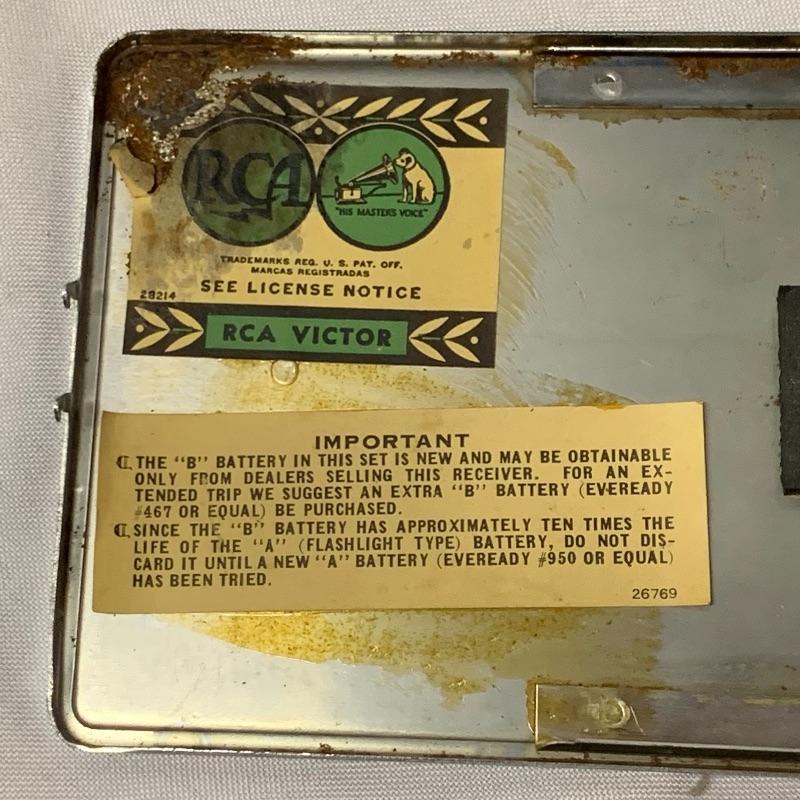 RCA
"HIS MASTER'S VOICE"
TRADEMARKS REG. U. S. PAT. OFF.
MARCAS REGISTRADAS
SEE LICENSE NOTICE
28214
RCA VICTOR
IMPORTANT
THE "B" BATTERY IN THIS SET IS NEW AND MAY BE OBTAINABLE
ONLY FROM DEALERS SELLING THIS RECEIVER. FOR AN EX-
TENDED TRIP WE SUGGEST AN EXTRA "B" BATTERY (EVEREADY
#467 OR EQUAL) BE PURCHASED.
SINCE THE "B" BATTERY HAS APPROXIMATELY TEN TIMES THE
LIFE OF THE "A" (FLASHLIGHT TYPE) BATTERY, DO NOT DIS-
CARD IT UNTIL A NEW "A" BATTERY (EVEREADY #950 OR EQUAL)
HAS BEEN TRIED.
26769